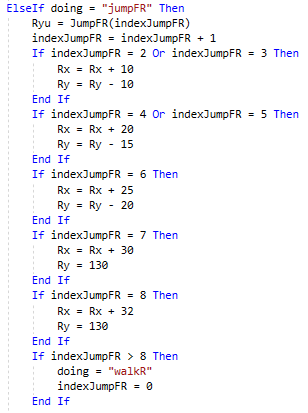 ElseIf doing = "jumpFR" Then
Ryu = JumpFR(indexJumpFR)
indexJumpFR = indexJumpFR + 1
If indexJumpFR = 2 Or indexJumpFR = 3 Then
Rx = Rx + 10
Ry = Ry - 10
End If
If indexJumpFR = 4 Or indexJumpFR = 5 Then
Rx = Rx + 20
Ry = Ry - 15
End If
If indexJumpFR = 6 Then
Rx = Rx + 25
Ry = Ry - 20
End If
If indexJumpFR = 7 Then
Rx = Rx + 30
Ry = 130
End If
If indexJumpFR = 8 Then
Rx = Rx + 32
Ry = 130
End If
If indexJumpFR > 8 Then
doing = "walkR"
indexJumpFR = 0
End If